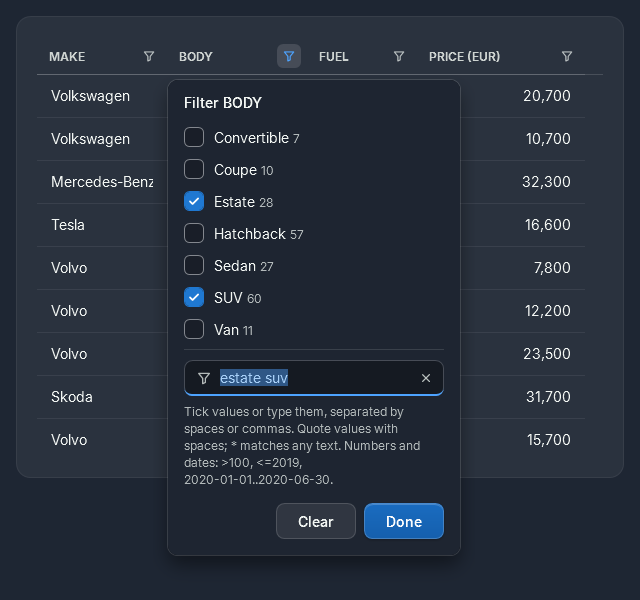 MAKE BODY FUEL PRICE (EUR)
Filter BODY
Volkswagen 20,700
Convertible 7
Volkswagen 10,700
Coupe 10
Mercedes-Benz 32,300
Estate 28
Tesla 16,600
Hatchback 57
Volvo 7,800
Sedan 27
SUV 60
Volvo 12,200
Van 11
Volvo 23,500
estate suv
Skoda 31,700
Tick values or type them, separated by
spaces or commas. Quote values with
Volvo 15,700
spaces; * matches any text. Numbers and
dates: >100, <=2019,
2020-01-01..2020-06-30.
Clear Done